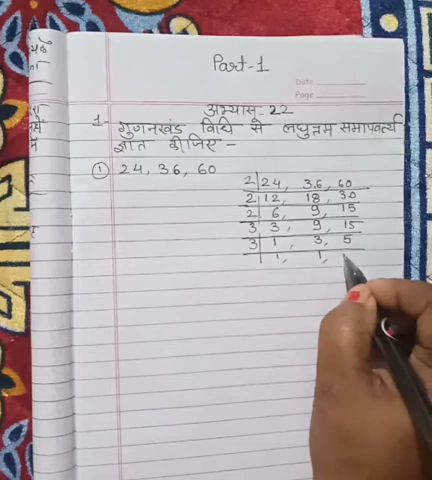 Part-1
Date
Page
अभ्यास-22
1- गुणनखंड विधि से लघुत्तम समापवर्त्य
ज्ञात कीजिए -
① 24, 36, 60
2 | 24, 36, 60
2 | 12, 18, 30
2 | 6, 9, 15
3 | 3, 9, 15
3 | 1, 3, 5
1, 1,